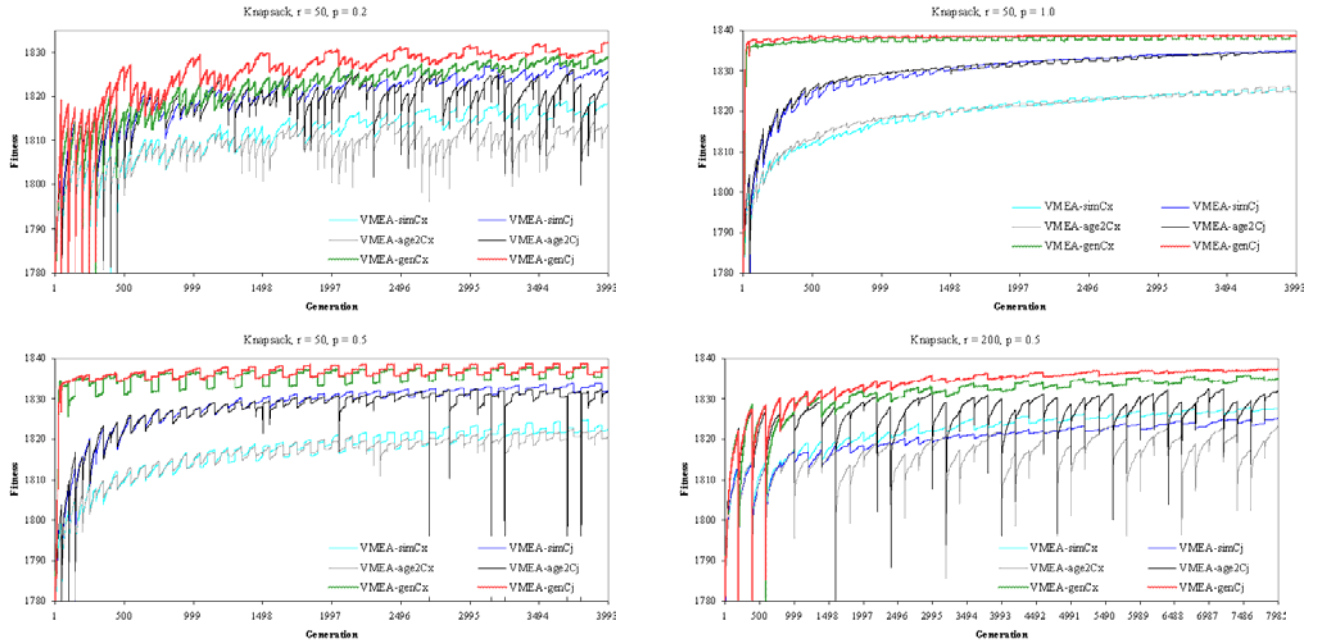 Knapsack, r = 50, p = 0.2
Fitness
1830
1820
1810
1800
1790
1780
VMEA-simCx VMEA-simCj
VMEA-age2Cx VMEA-age2Cj
VMEA-genCx VMEA-genCj
1 500 999 1498 1997 2496 2995 3494 3993
Generation
Knapsack, r = 50, p = 1.0
Fitness
1840
1830
1820
1810
1800
1790
1780
VMEA-simCx VMEA-simCj
VMEA-age2Cx VMEA-age2Cj
VMEA-genCx VMEA-genCj
1 500 999 1498 1997 2496 2995 3494 3993
Generation
Knapsack, r = 50, p = 0.5
Fitness
1840
1830
1820
1810
1800
1790
1780
VMEA-simCx VMEA-simCj
VMEA-age2Cx VMEA-age2Cj
VMEA-genCx VMEA-genCj
1 500 999 1498 1997 2496 2995 3494 3993
Generation
Knapsack, r = 200, p = 0.5
Fitness
1840
1830
1820
1810
1800
1790
1780
VMEA-simCx VMEA-simCj
VMEA-age2Cx VMEA-age2Cj
VMEA-genCx VMEA-genCj
1 500 999 1498 1997 2496 2995 3494 3993 4492 4991 5490 5989 6488 6987 7486 7985
Generation